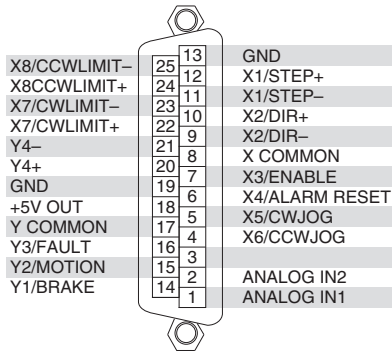 13 GND
12 X1/STEP+
11 X1/STEP–
10 X2/DIR+
9 X2/DIR–
8 X COMMON
7 X3/ENABLE
6 X4/ALARM RESET
5 X5/CWJOG
4 X6/CCWJOG
3
2 ANALOG IN2
1 ANALOG IN1
X8/CCWLIMIT– 25
X8CCWLIMIT+ 24
X7/CWLIMIT– 23
X7/CWLIMIT+ 22
Y4– 21
Y4+ 20
GND 19
+5V OUT 18
Y COMMON 17
Y3/FAULT 16
Y2/MOTION 15
Y1/BRAKE 14